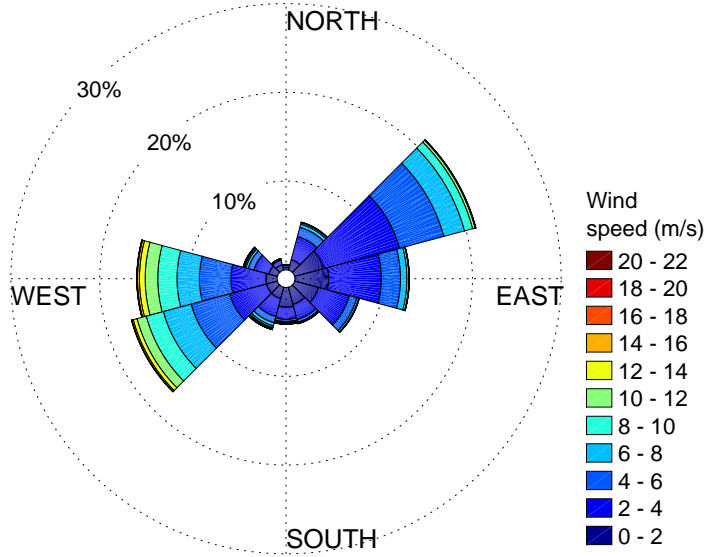 NORTH
30%
20%
10%
WEST
EAST
SOUTH
Wind
speed (m/s)
20 - 22
18 - 20
16 - 18
14 - 16
12 - 14
10 - 12
8 - 10
6 - 8
4 - 6
2 - 4
0 - 2